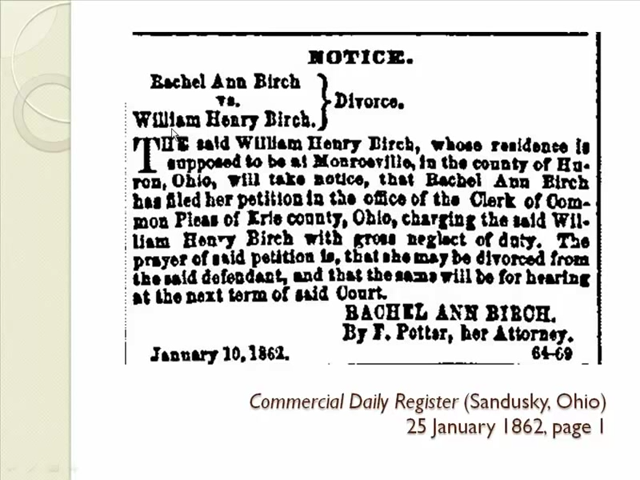 NOTICE.
Rachel Ann Birch
vs.
William Henry Birch.
} Divorce.
THE said William Henry Birch, whose residence is
supposed to be at Monroeville, in the county of Hu-
ron, Ohio, will take notice, that Rachel Ann Birch
has filed her petition in the office of the Clerk of Com-
mon Pleas of Erie county, Ohio, charging the said Wil-
liam Henry Birch with gross neglect of duty. The
prayer of said petition is, that she may be divorced from
the said defendant, and that the same will be for hearing
at the next term of said Court.
RACHEL ANN BIRCH.
By F. Potter, her Attorney.
January 10, 1862. 64-69
Commercial Daily Register (Sandusky, Ohio)
25 January 1862, page 1